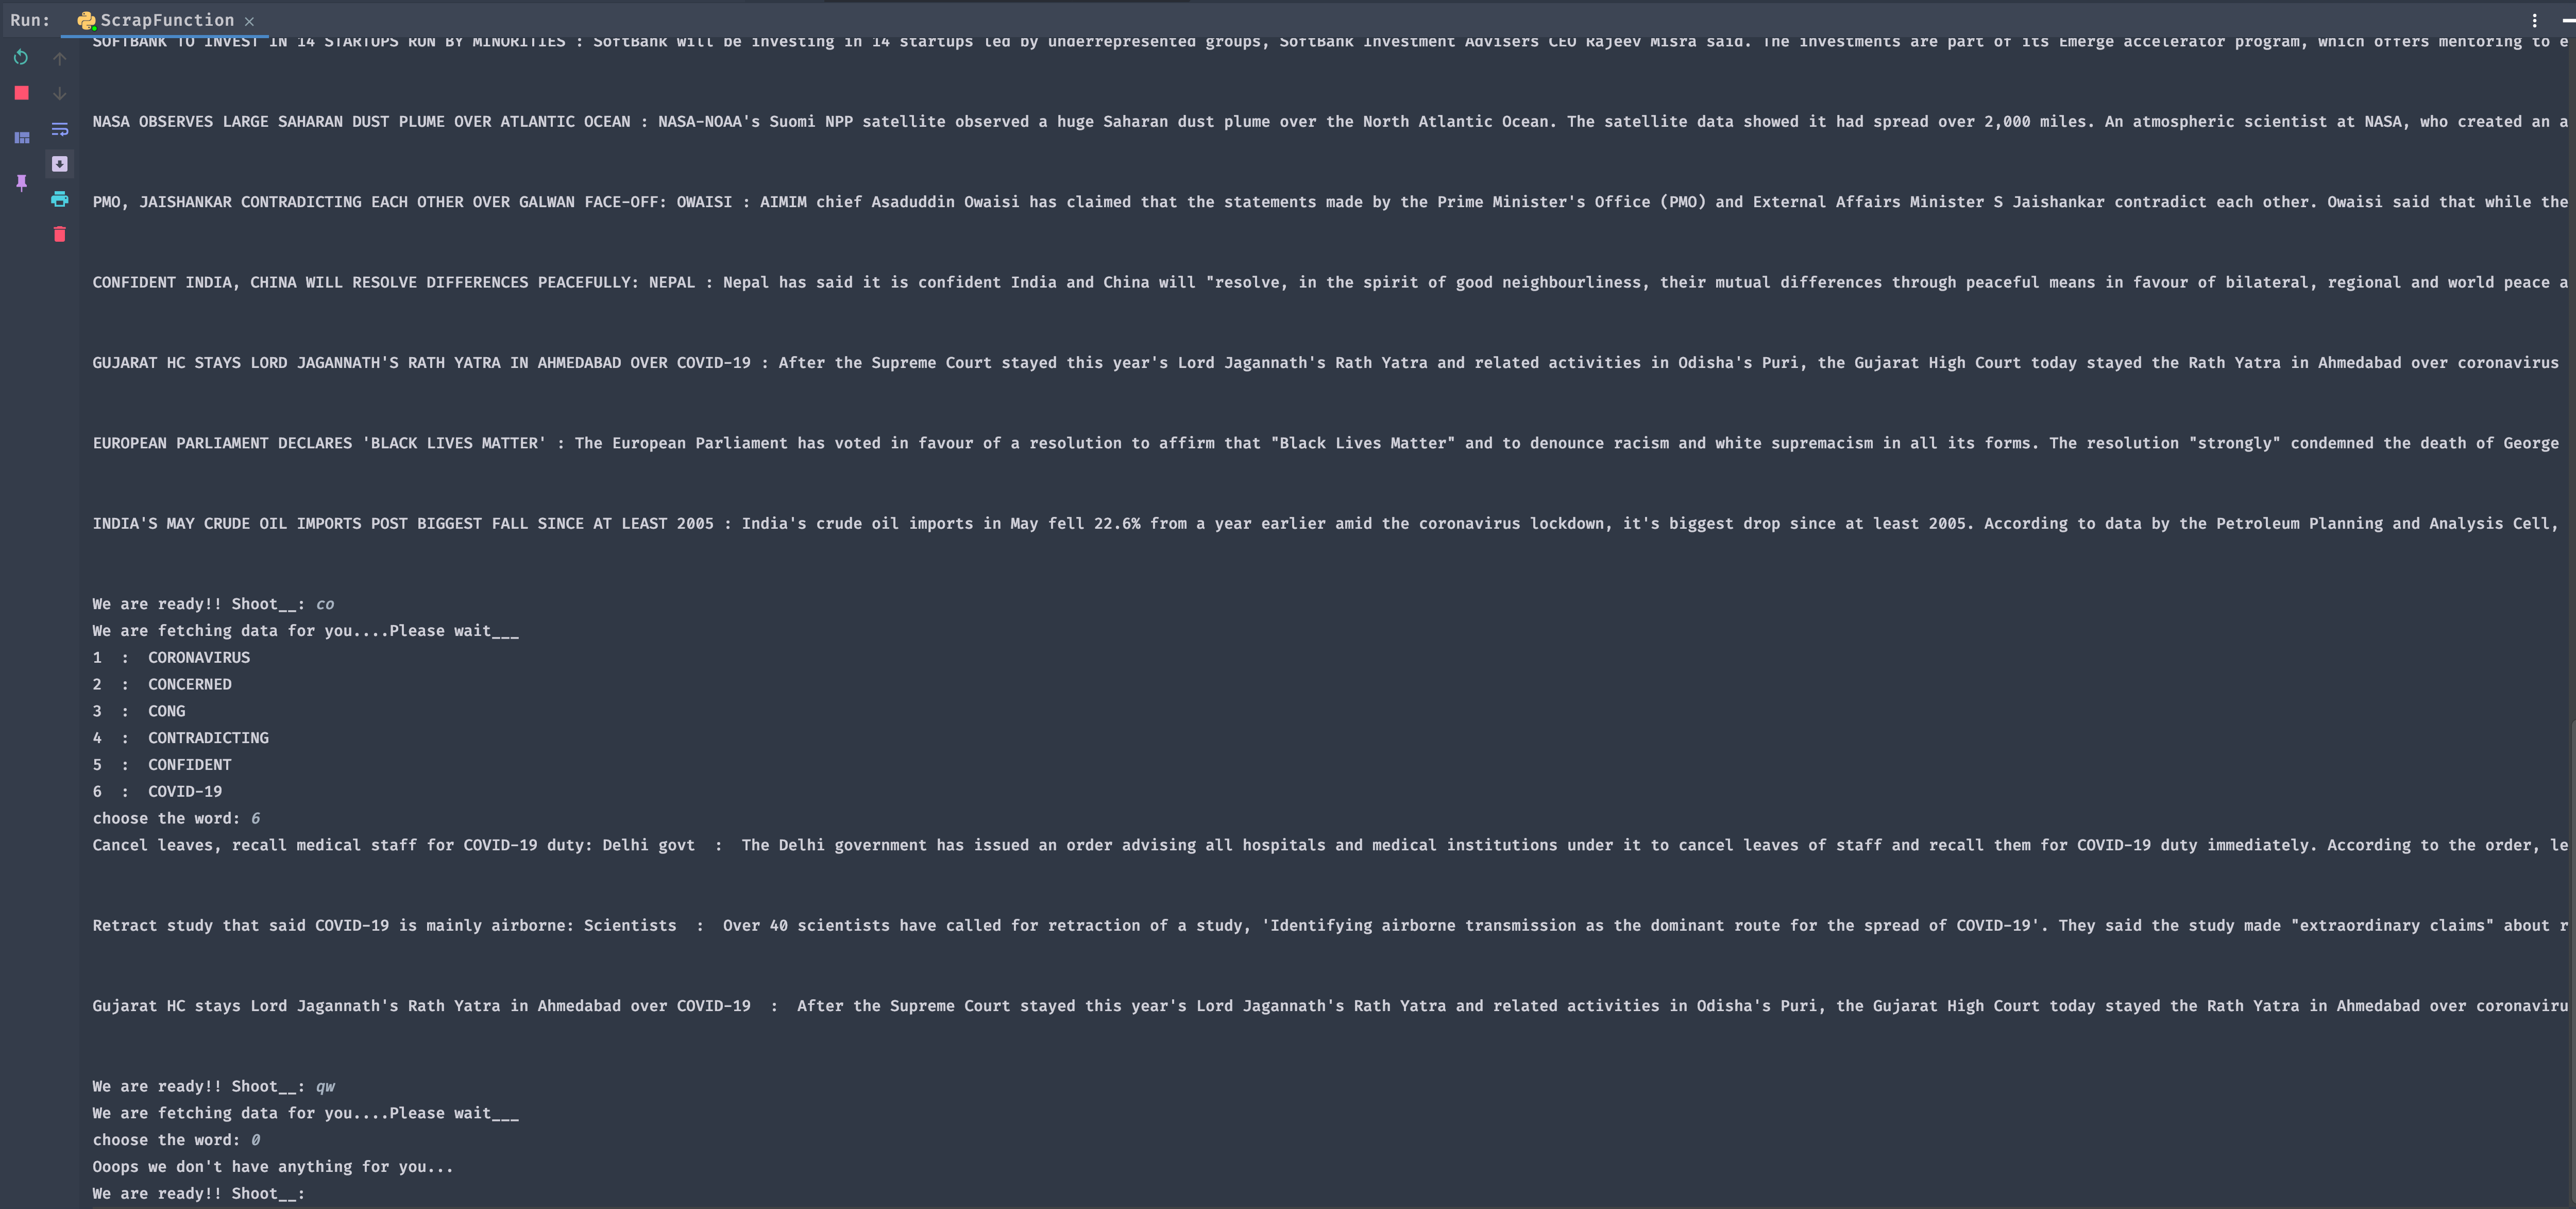 Run: ScrapFunction ×
SOFTBANK TO INVEST IN 14 STARTUPS RUN BY MINORITIES : SoftBank will be investing in 14 startups led by underrepresented groups, SoftBank Investment Advisers CEO Rajeev Misra said. The investments are part of its Emerge accelerator program, which offers mentoring to e
NASA OBSERVES LARGE SAHARAN DUST PLUME OVER ATLANTIC OCEAN : NASA-NOAA's Suomi NPP satellite observed a huge Saharan dust plume over the North Atlantic Ocean. The satellite data showed it had spread over 2,000 miles. An atmospheric scientist at NASA, who created an a
PMO, JAISHANKAR CONTRADICTING EACH OTHER OVER GALWAN FACE-OFF: OWAISI : AIMIM chief Asaduddin Owaisi has claimed that the statements made by the Prime Minister's Office (PMO) and External Affairs Minister S Jaishankar contradict each other. Owaisi said that while the
CONFIDENT INDIA, CHINA WILL RESOLVE DIFFERENCES PEACEFULLY: NEPAL : Nepal has said it is confident India and China will "resolve, in the spirit of good neighbourliness, their mutual differences through peaceful means in favour of bilateral, regional and world peace a
GUJARAT HC STAYS LORD JAGANNATH'S RATH YATRA IN AHMEDABAD OVER COVID-19 : After the Supreme Court stayed this year's Lord Jagannath's Rath Yatra and related activities in Odisha's Puri, the Gujarat High Court today stayed the Rath Yatra in Ahmedabad over coronavirus
EUROPEAN PARLIAMENT DECLARES 'BLACK LIVES MATTER' : The European Parliament has voted in favour of a resolution to affirm that "Black Lives Matter" and to denounce racism and white supremacism in all its forms. The resolution "strongly" condemned the death of George
INDIA'S MAY CRUDE OIL IMPORTS POST BIGGEST FALL SINCE AT LEAST 2005 : India's crude oil imports in May fell 22.6% from a year earlier amid the coronavirus lockdown, it's biggest drop since at least 2005. According to data by the Petroleum Planning and Analysis Cell,
We are ready!! Shoot__: co
We are fetching data for you....Please wait___
1  :  CORONAVIRUS
2  :  CONCERNED
3  :  CONG
4  :  CONTRADICTING
5  :  CONFIDENT
6  :  COVID-19
choose the word: 6
Cancel leaves, recall medical staff for COVID-19 duty: Delhi govt  :  The Delhi government has issued an order advising all hospitals and medical institutions under it to cancel leaves of staff and recall them for COVID-19 duty immediately. According to the order, le
Retract study that said COVID-19 is mainly airborne: Scientists  :  Over 40 scientists have called for retraction of a study, 'Identifying airborne transmission as the dominant route for the spread of COVID-19'. They said the study made "extraordinary claims" about r
Gujarat HC stays Lord Jagannath's Rath Yatra in Ahmedabad over COVID-19  :  After the Supreme Court stayed this year's Lord Jagannath's Rath Yatra and related activities in Odisha's Puri, the Gujarat High Court today stayed the Rath Yatra in Ahmedabad over coronaviru
We are ready!! Shoot__: qw
We are fetching data for you....Please wait___
choose the word: 0
Ooops we don't have anything for you...
We are ready!! Shoot__: